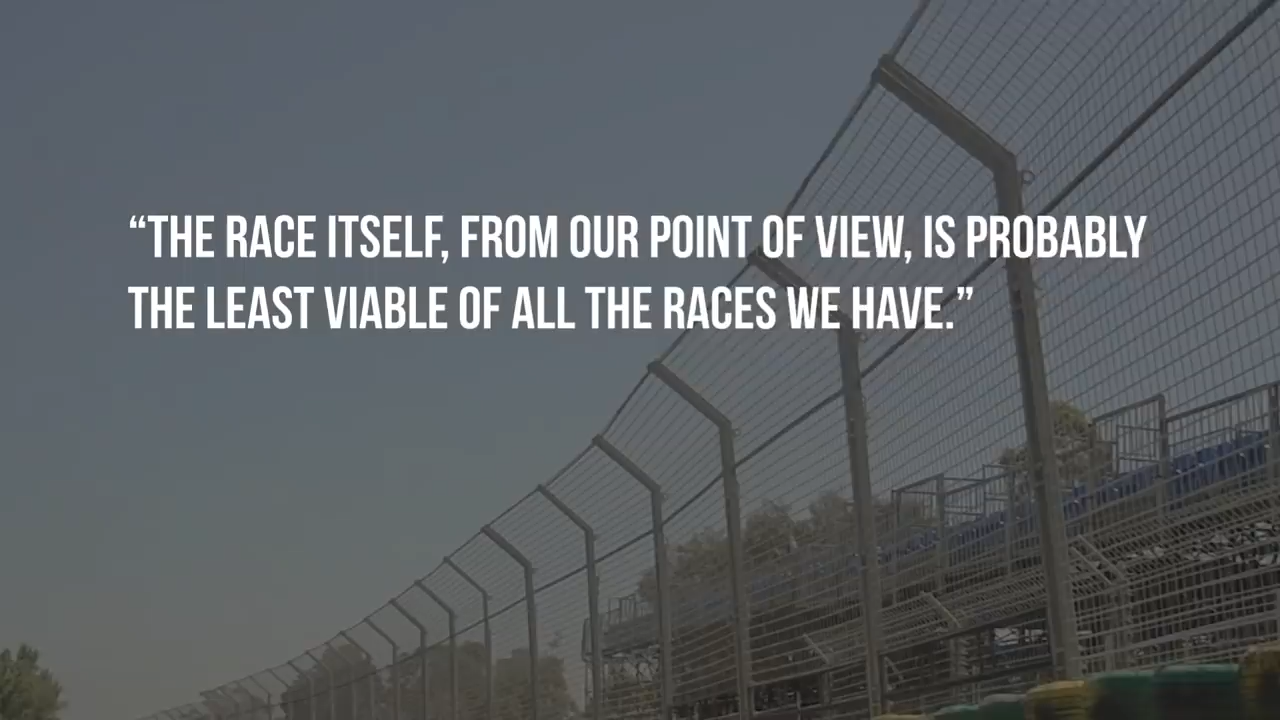 “THE RACE ITSELF, FROM OUR POINT OF VIEW, IS PROBABLY
THE LEAST VIABLE OF ALL THE RACES WE HAVE.”